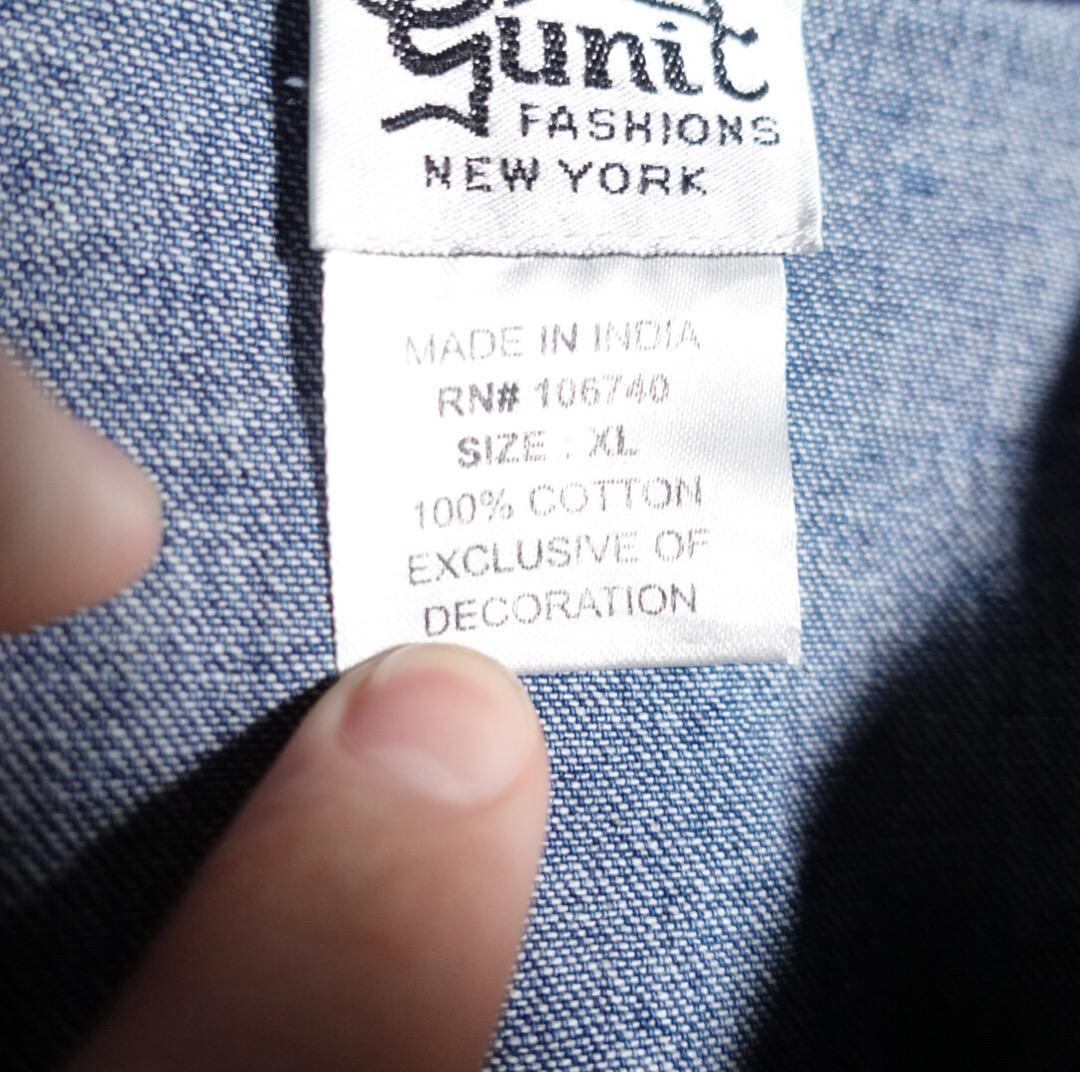 Gunit
FASHIONS
NEW YORK
MADE IN INDIA
RN# 106740
SIZE : XL
100% COTTON
EXCLUSIVE OF
DECORATION